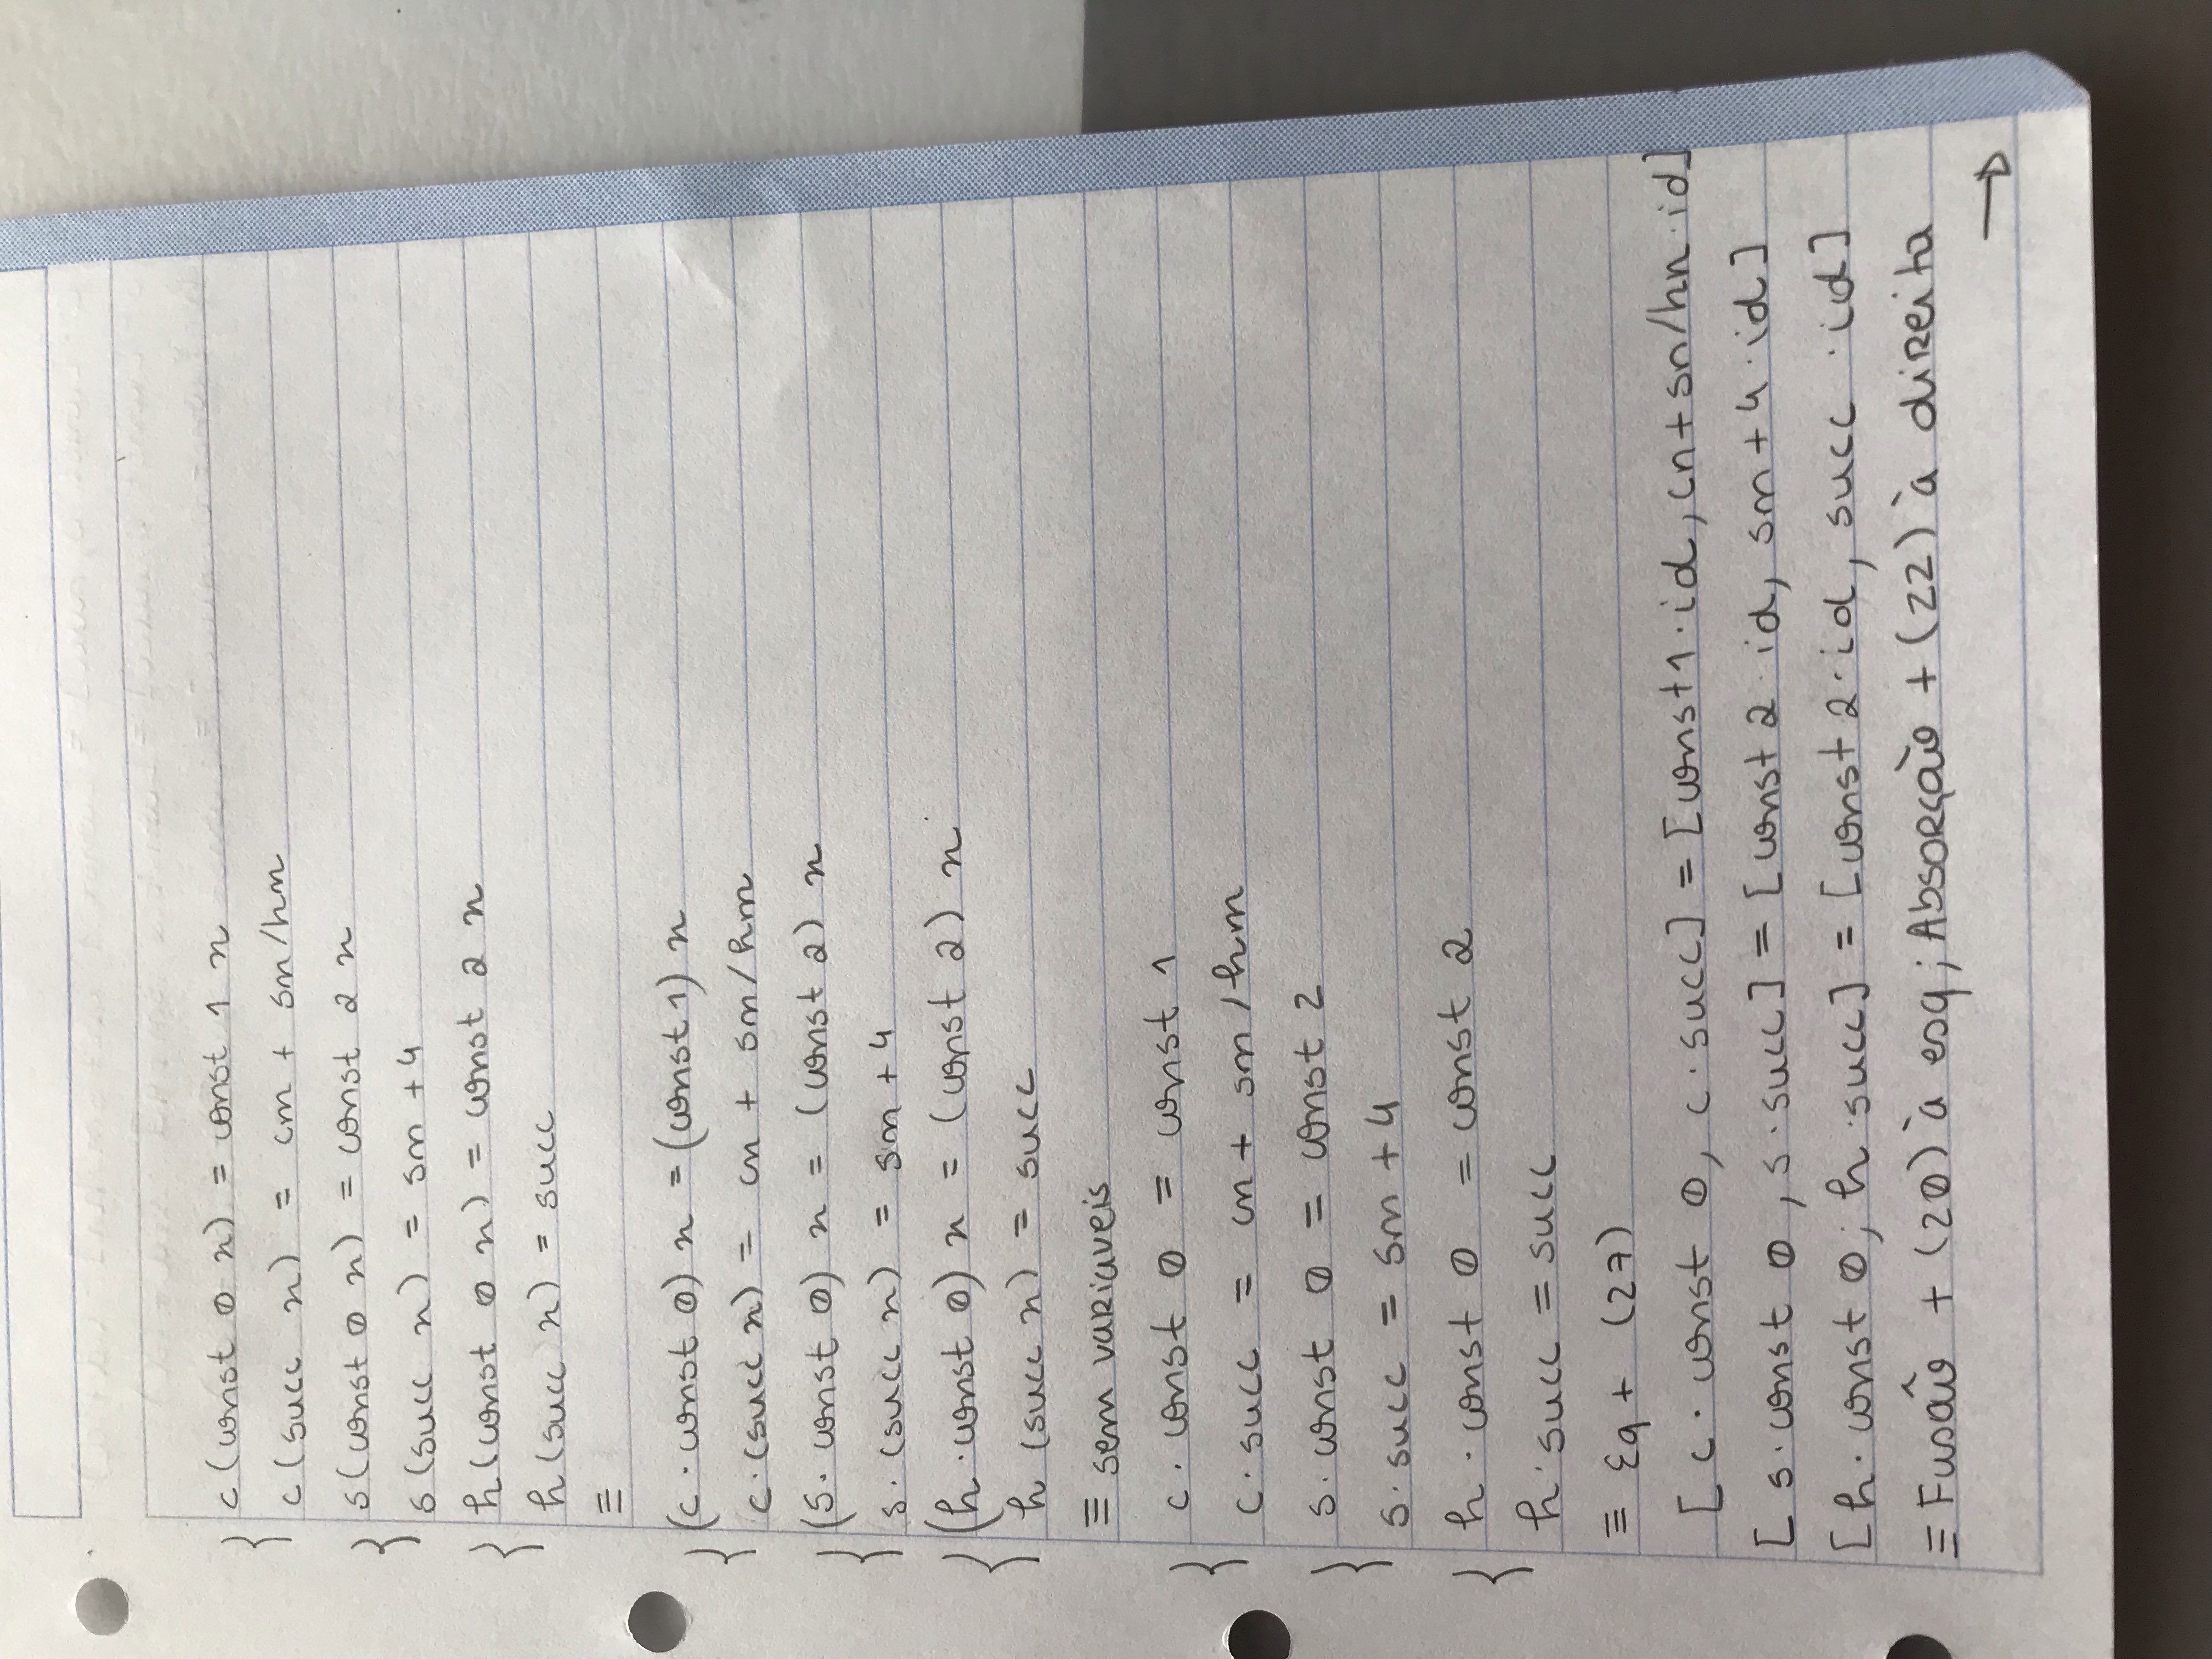 { c (const 0 n) = const 1 n
c (succ n) = cn + sn/hn
{ s (const 0 n) = const 2 n
s (succ n) = sn + 4
{ h (const 0 n) = const 2 n
h (succ n) = succ
≡
{ (c · const 0) n = (const 1) n
c · (succ n) = cn + sn/hn
{ (s · const 0) n = (const 2) n
s · (succ n) = sn + 4
{ (h · const 0) n = (const 2) n
h (succ n) = succ
≡ sem variaveis
{ c · const 0 = const 1
c · succ = cn + sn/hn
{ s · const 0 = const 2
s · succ = sn + 4
{ h · const 0 = const 2
h · succ = succ
≡ Eq + (27)
[c · const 0, c · succ] = [const 1 · id, cn + sn/hn · id]
[s · const 0, s · succ] = [const 2 · id, sn + 4 · id]
[h · const 0, h · succ] = [const 2 · id, succ · id]
≡ Fusão + (20) à esq; Absorção + (22) à direita
→